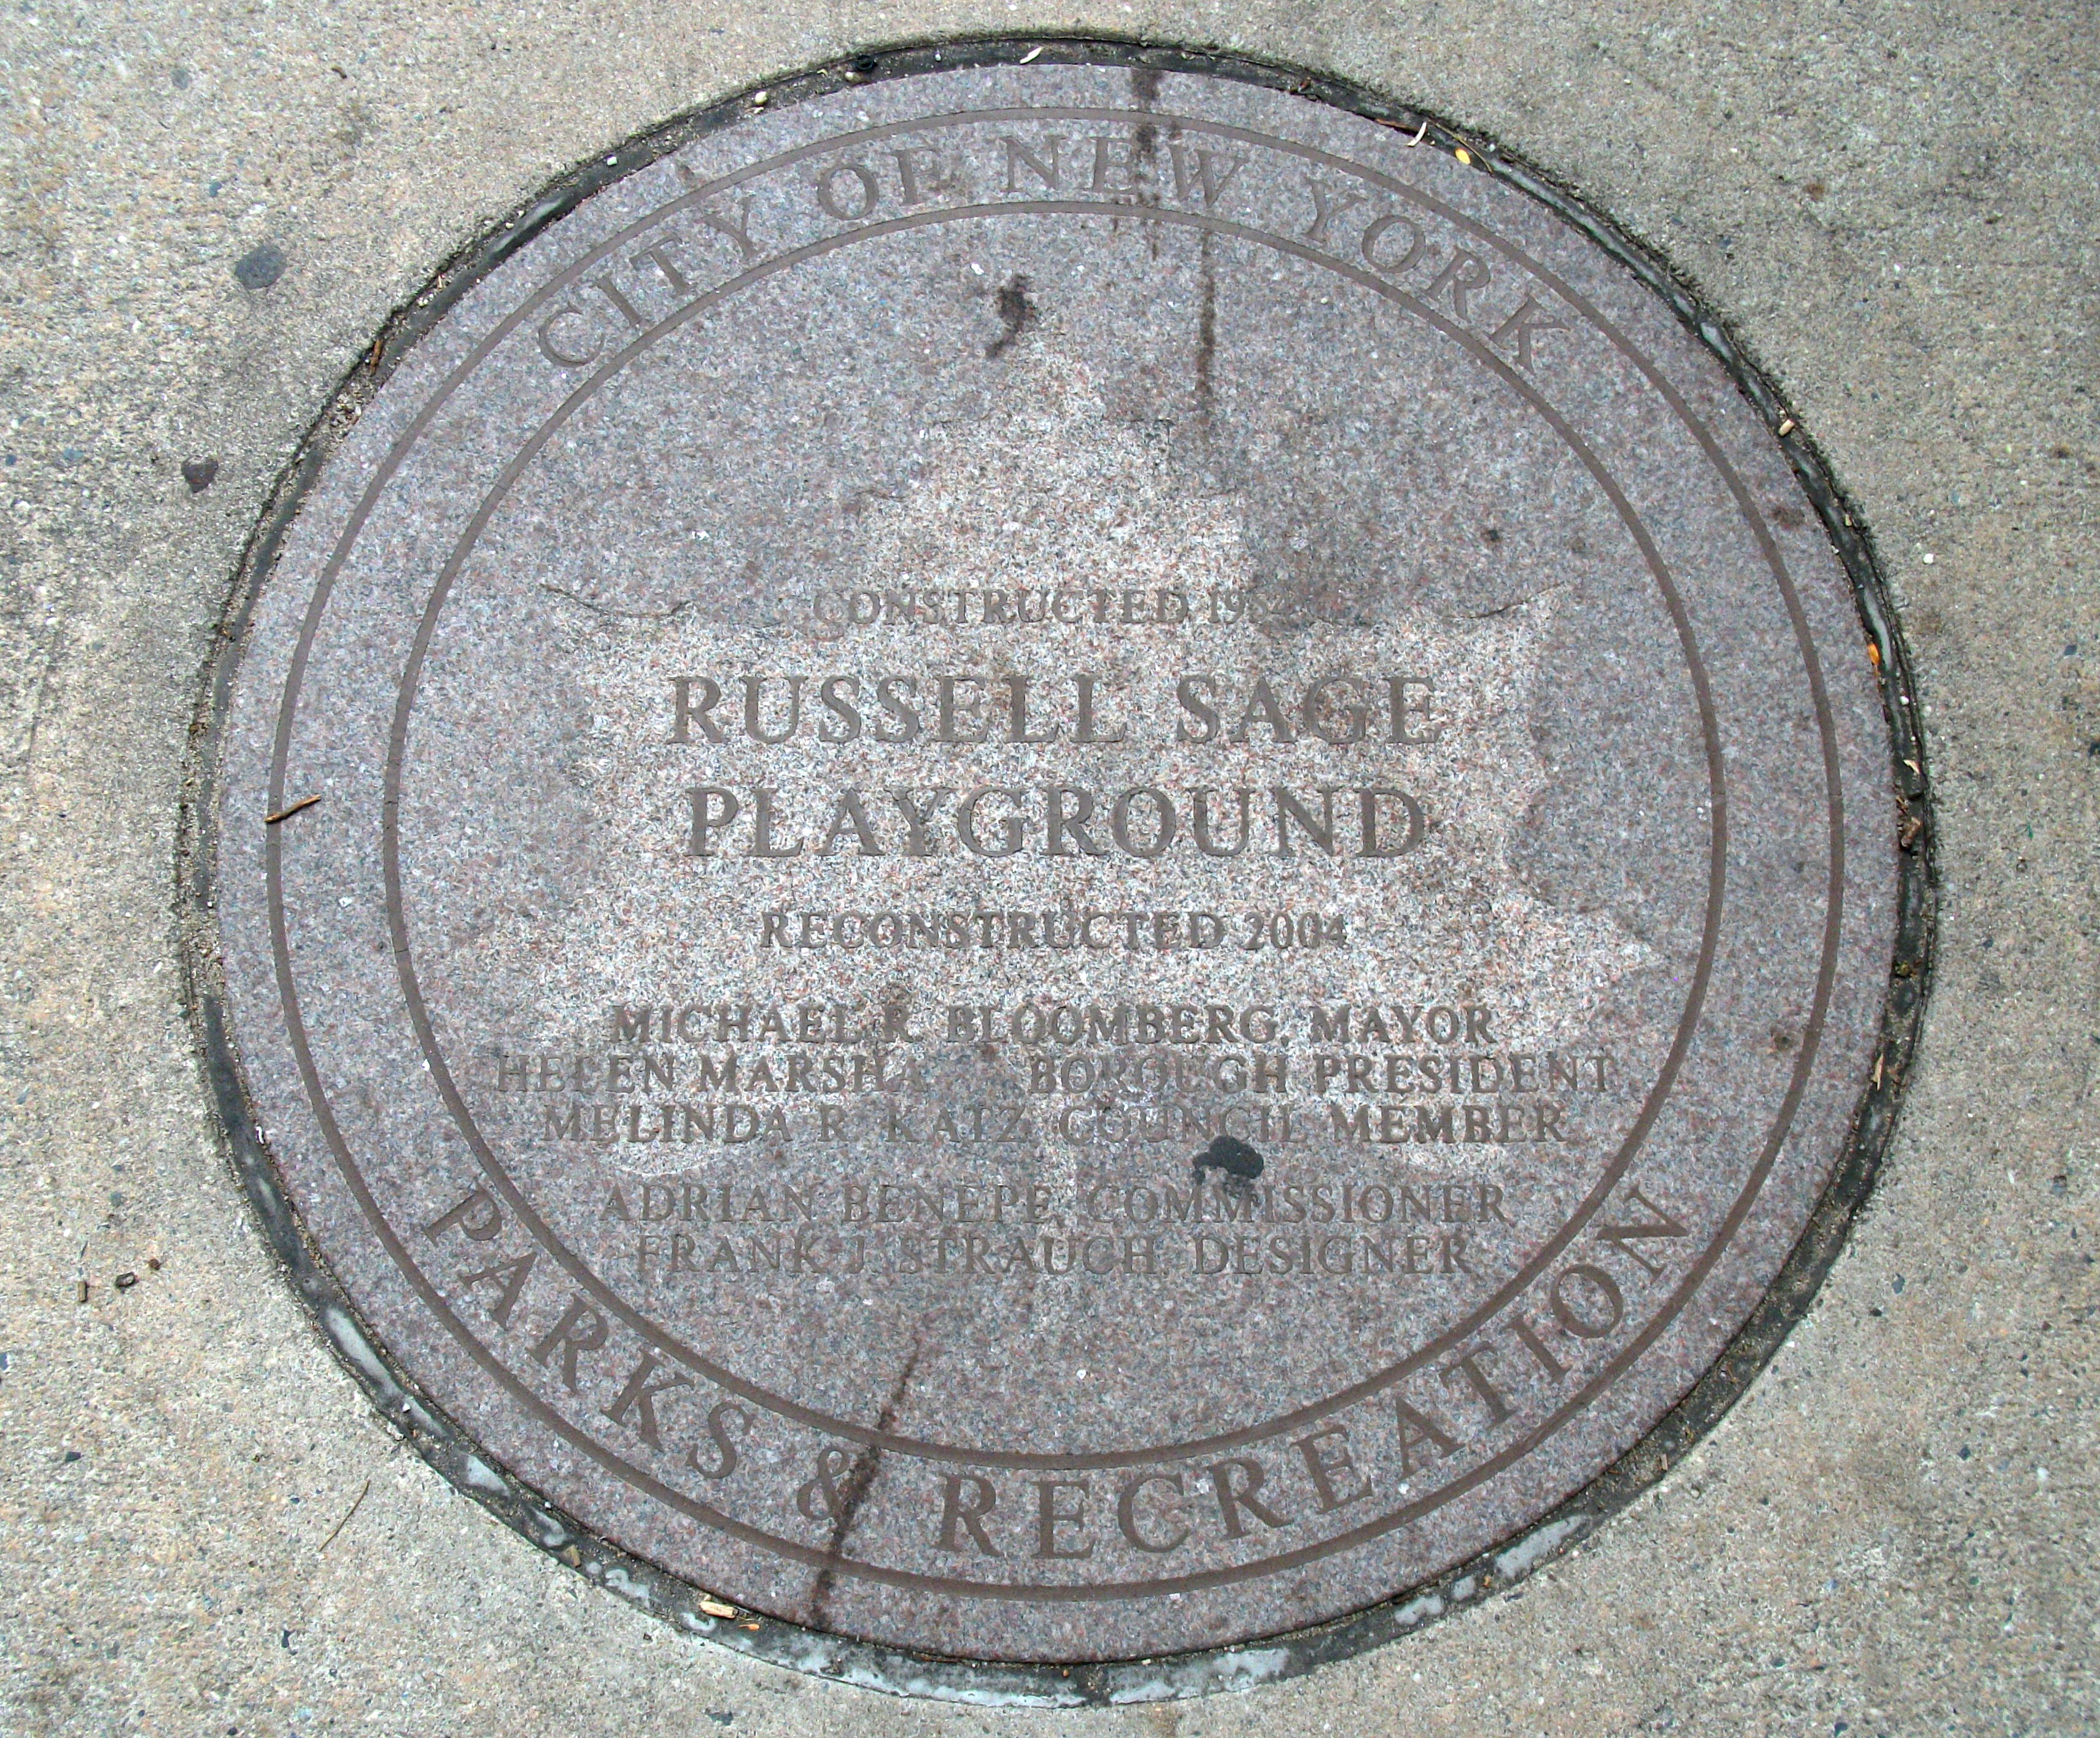 CITY OF NEW YORK
CONSTRUCTED
RUSSELL SAGE
PLAYGROUND
RECONSTRUCTED 2004
MICHAEL R. BLOOMBERG, MAYOR
HELEN BOROUGH PRESIDENT
MELINDA R. KATZ, COUNCIL MEMBER
ADRIAN BENEPE, COMMISSIONER
FRANK J. STRAUCH, DESIGNER
PARKS & RECREATION